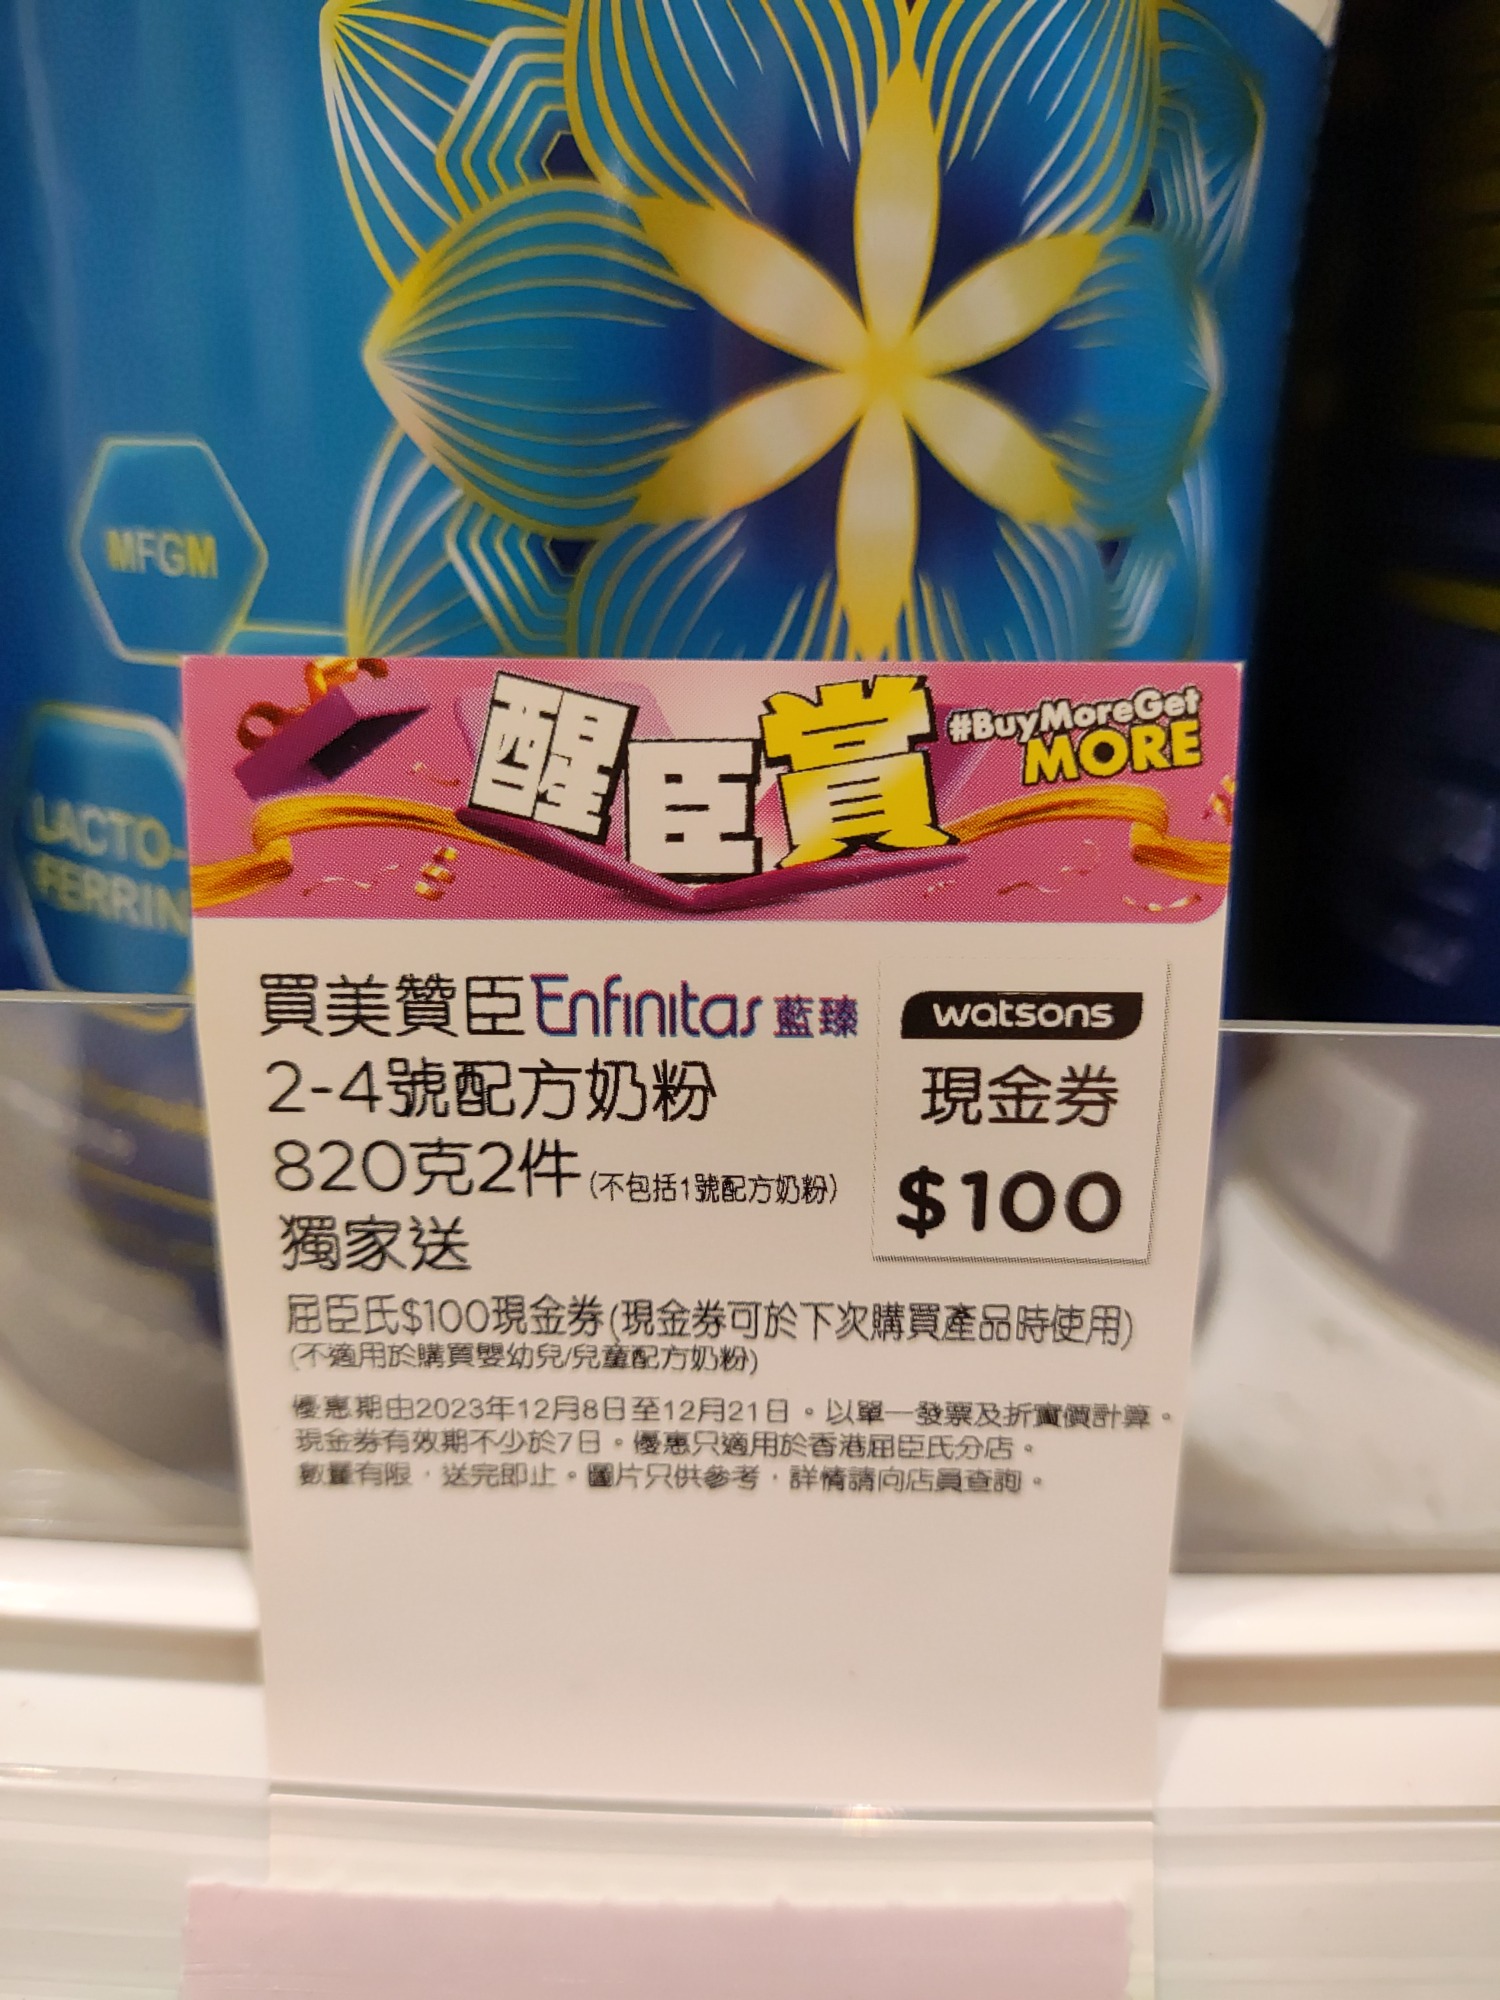 MFGM
LACTO-
FERRIN
醒臣賞
#BuyMoreGet
MORE
買美贊臣Enfinitas 藍臻
2-4號配方奶粉
820克2件(不包括1號配方奶粉)
獨家送
watsons
現金券
$100
屈臣氏$100現金券(現金券可於下次購買產品時使用)
(不適用於購買嬰幼兒/兒童配方奶粉)
優惠期由2023年12月8日至12月21日。以單一發票及折實價計算。
現金券有效期不少於7日。優惠只適用於香港屈臣氏分店。
數量有限,送完即止。圖片只供參考,詳情請向店員查詢。